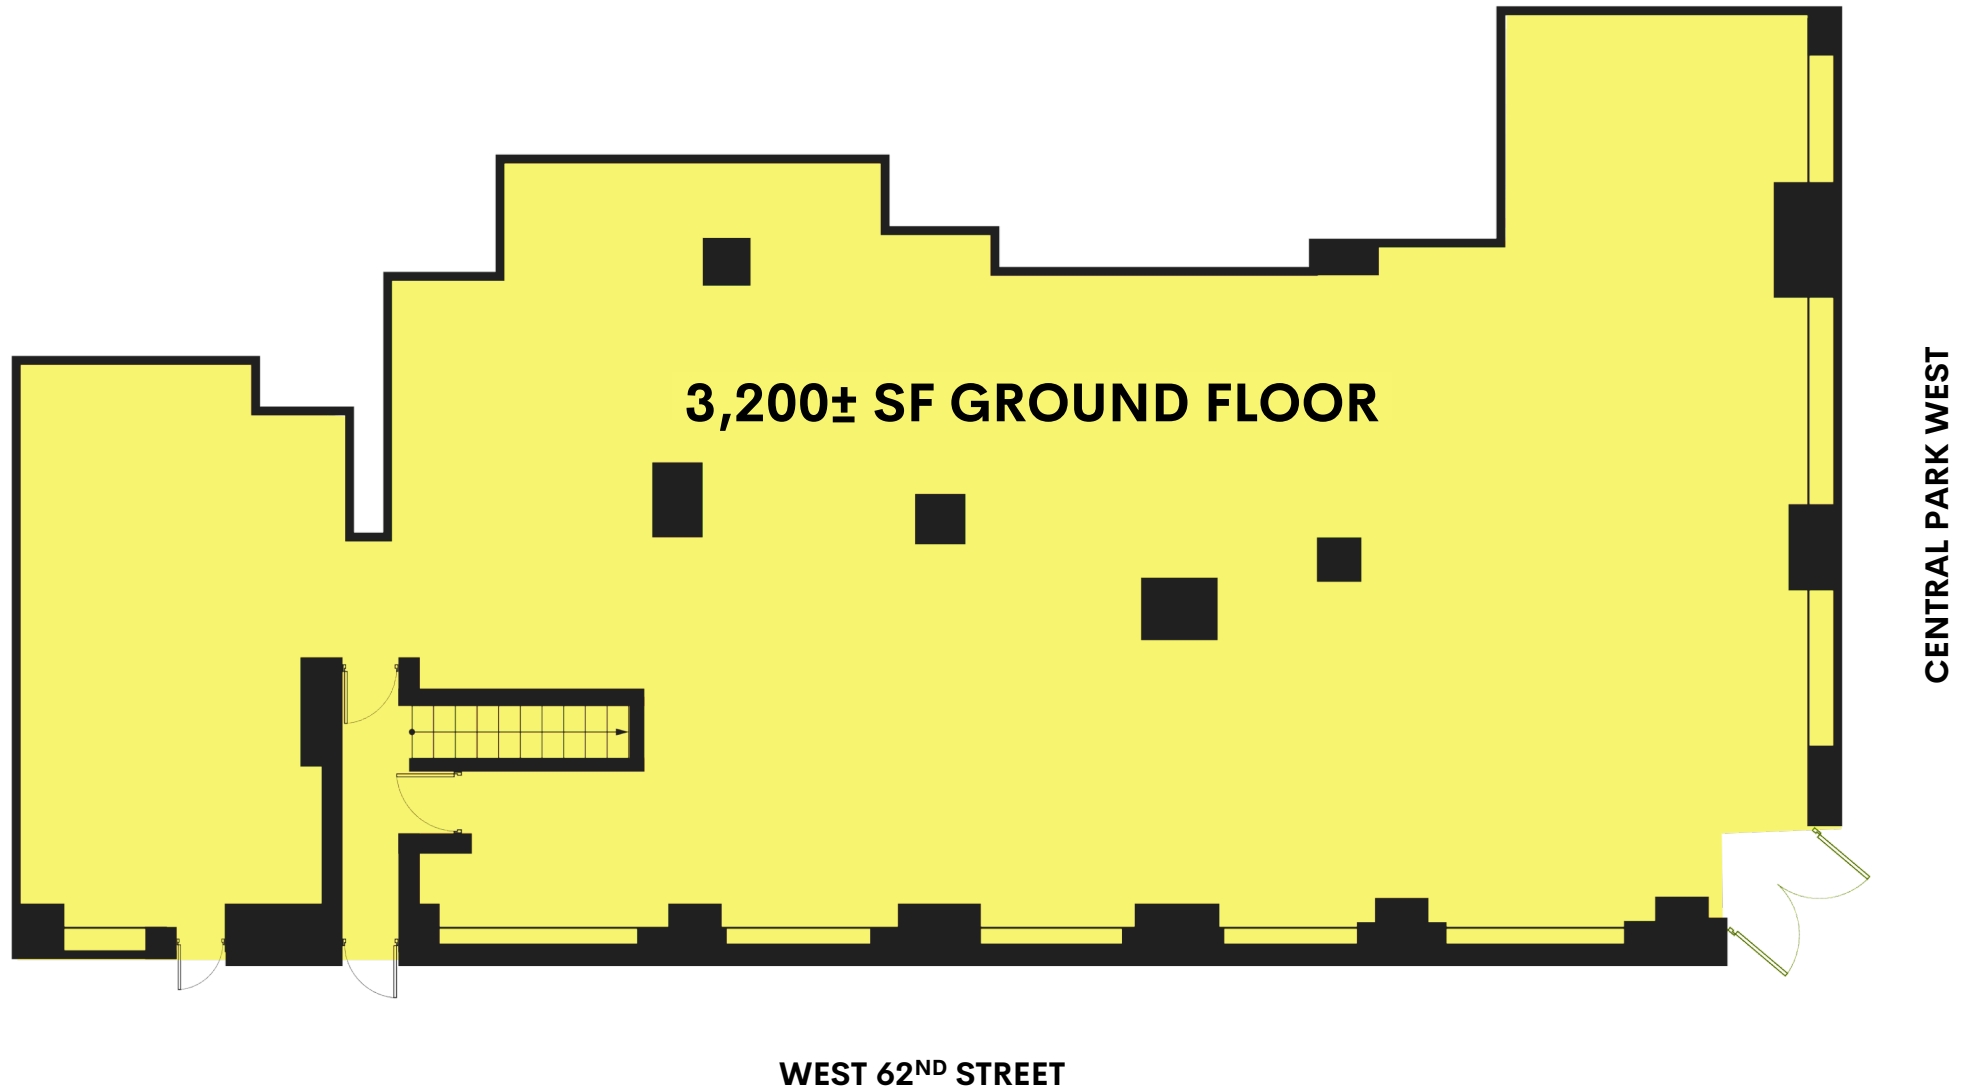 3,200± SF GROUND FLOOR
CENTRAL PARK WEST
WEST 62ND STREET